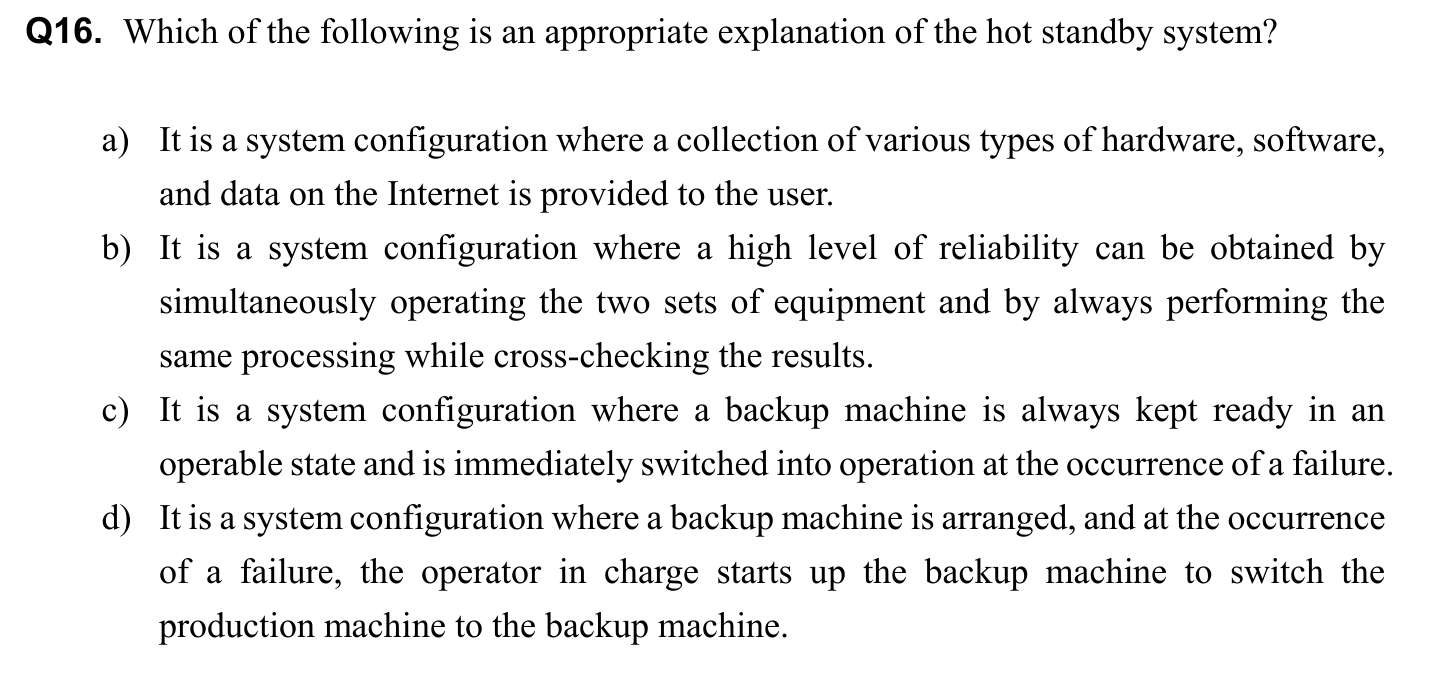 Q16. Which of the following is an appropriate explanation of the hot standby system?
a) It is a system configuration where a collection of various types of hardware, software,
and data on the Internet is provided to the user.
b) It is a system configuration where a high level of reliability can be obtained by
simultaneously operating the two sets of equipment and by always performing the
same processing while cross-checking the results.
c) It is a system configuration where a backup machine is always kept ready in an
operable state and is immediately switched into operation at the occurrence of a failure.
d) It is a system configuration where a backup machine is arranged, and at the occurrence
of a failure, the operator in charge starts up the backup machine to switch the
production machine to the backup machine.